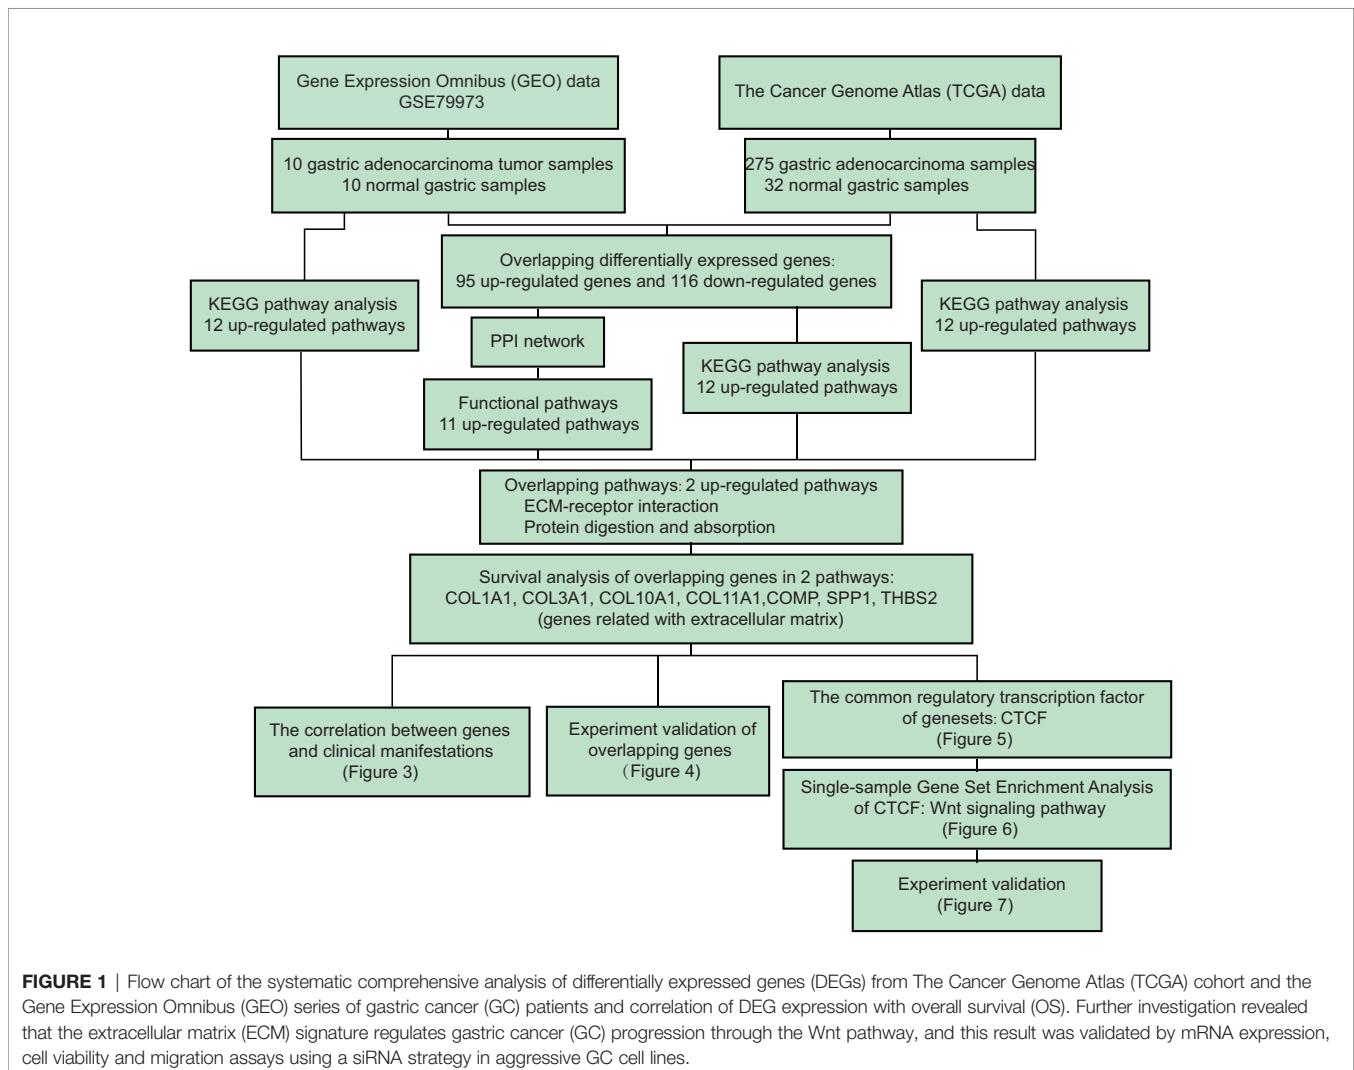 Gene Expression Omnibus (GEO) data
GSE79973
The Cancer Genome Atlas (TCGA) data
10 gastric adenocarcinoma tumor samples
10 normal gastric samples
275 gastric adenocarcinoma samples
32 normal gastric samples
Overlapping differentially expressed genes:
95 up-regulated genes and 116 down-regulated genes
KEGG pathway analysis
12 up-regulated pathways
KEGG pathway analysis
12 up-regulated pathways
PPI network
KEGG pathway analysis
12 up-regulated pathways
Functional pathways
11 up-regulated pathways
Overlapping pathways: 2 up-regulated pathways
ECM-receptor interaction
Protein digestion and absorption
Survival analysis of overlapping genes in 2 pathways:
COL1A1, COL3A1, COL10A1, COL11A1,COMP, SPP1, THBS2
(genes related with extracellular matrix)
The correlation between genes
and clinical manifestations
(Figure 3)
Experiment validation of
overlapping genes
(Figure 4)
The common regulatory transcription factor
of genesets: CTCF
(Figure 5)
Single-sample Gene Set Enrichment Analysis
of CTCF: Wnt signaling pathway
(Figure 6)
Experiment validation
(Figure 7)
FIGURE 1 | Flow chart of the systematic comprehensive analysis of differentially expressed genes (DEGs) from The Cancer Genome Atlas (TCGA) cohort and the
Gene Expression Omnibus (GEO) series of gastric cancer (GC) patients and correlation of DEG expression with overall survival (OS). Further investigation revealed
that the extracellular matrix (ECM) signature regulates gastric cancer (GC) progression through the Wnt pathway, and this result was validated by mRNA expression,
cell viability and migration assays using a siRNA strategy in aggressive GC cell lines.